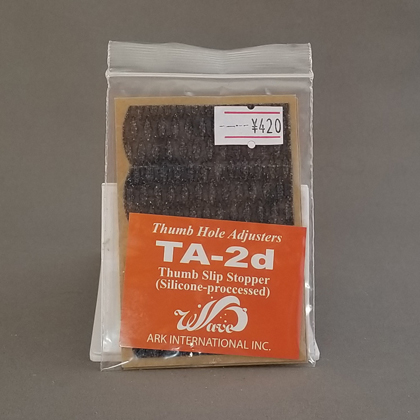 ¥420
Thumb Hole Adjusters
TA-2d
Thumb Slip Stopper
(Silicone-proccessed)
Wave
ARK INTERNATIONAL INC.